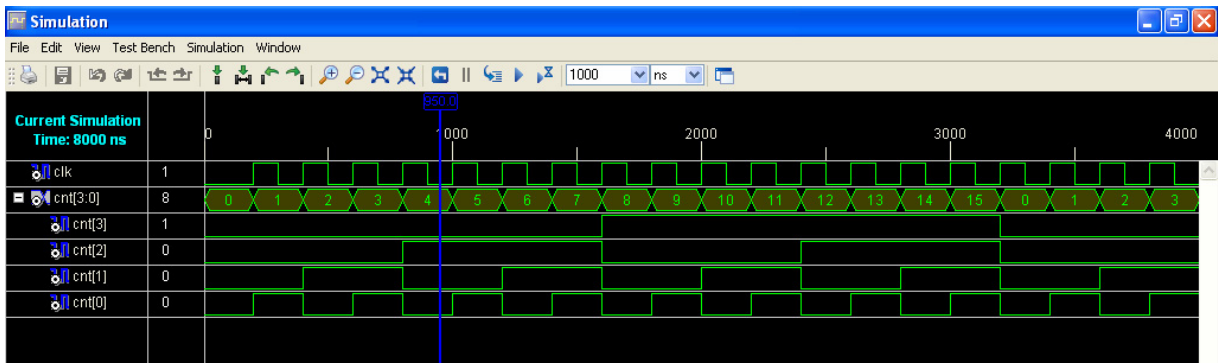 Simulation
File Edit View Test Bench Simulation Window
1000 ns
950.0
Current Simulation
Time: 8000 ns
0 1000 2000 3000 4000
clk 1
cnt[3:0] 8 0 1 2 3 4 5 6 7 8 9 10 11 12 13 14 15 0 1 2 3
cnt[3] 1
cnt[2] 0
cnt[1] 0
cnt[0] 0